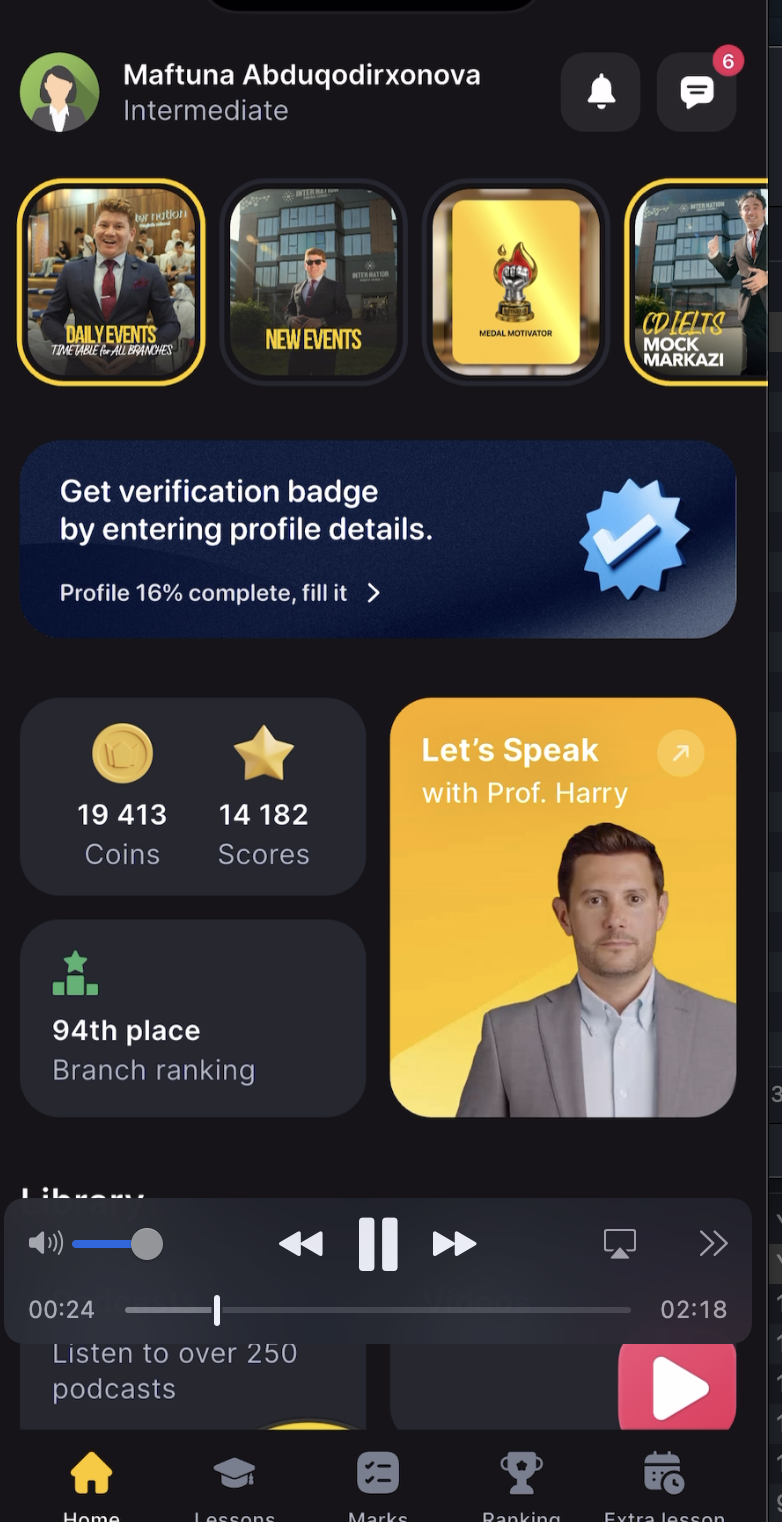 Maftuna Abduqodirxonova
Intermediate
6
DAILY EVENTS
TIMETABLE for ALL BRANCHES
INTER NATION
NEW EVENTS
MEDAL MOTIVATOR
CD IELTS
MOCK
MARKAZI
Get verification badge
by entering profile details.
Profile 16% complete, fill it
19 413
Coins
14 182
Scores
Let's Speak
with Prof. Harry
94th place
Branch ranking
Library
00:24
02:18
Listen to over 250
podcasts
Home
Lessons
Marks
Ranking
Extra lesson